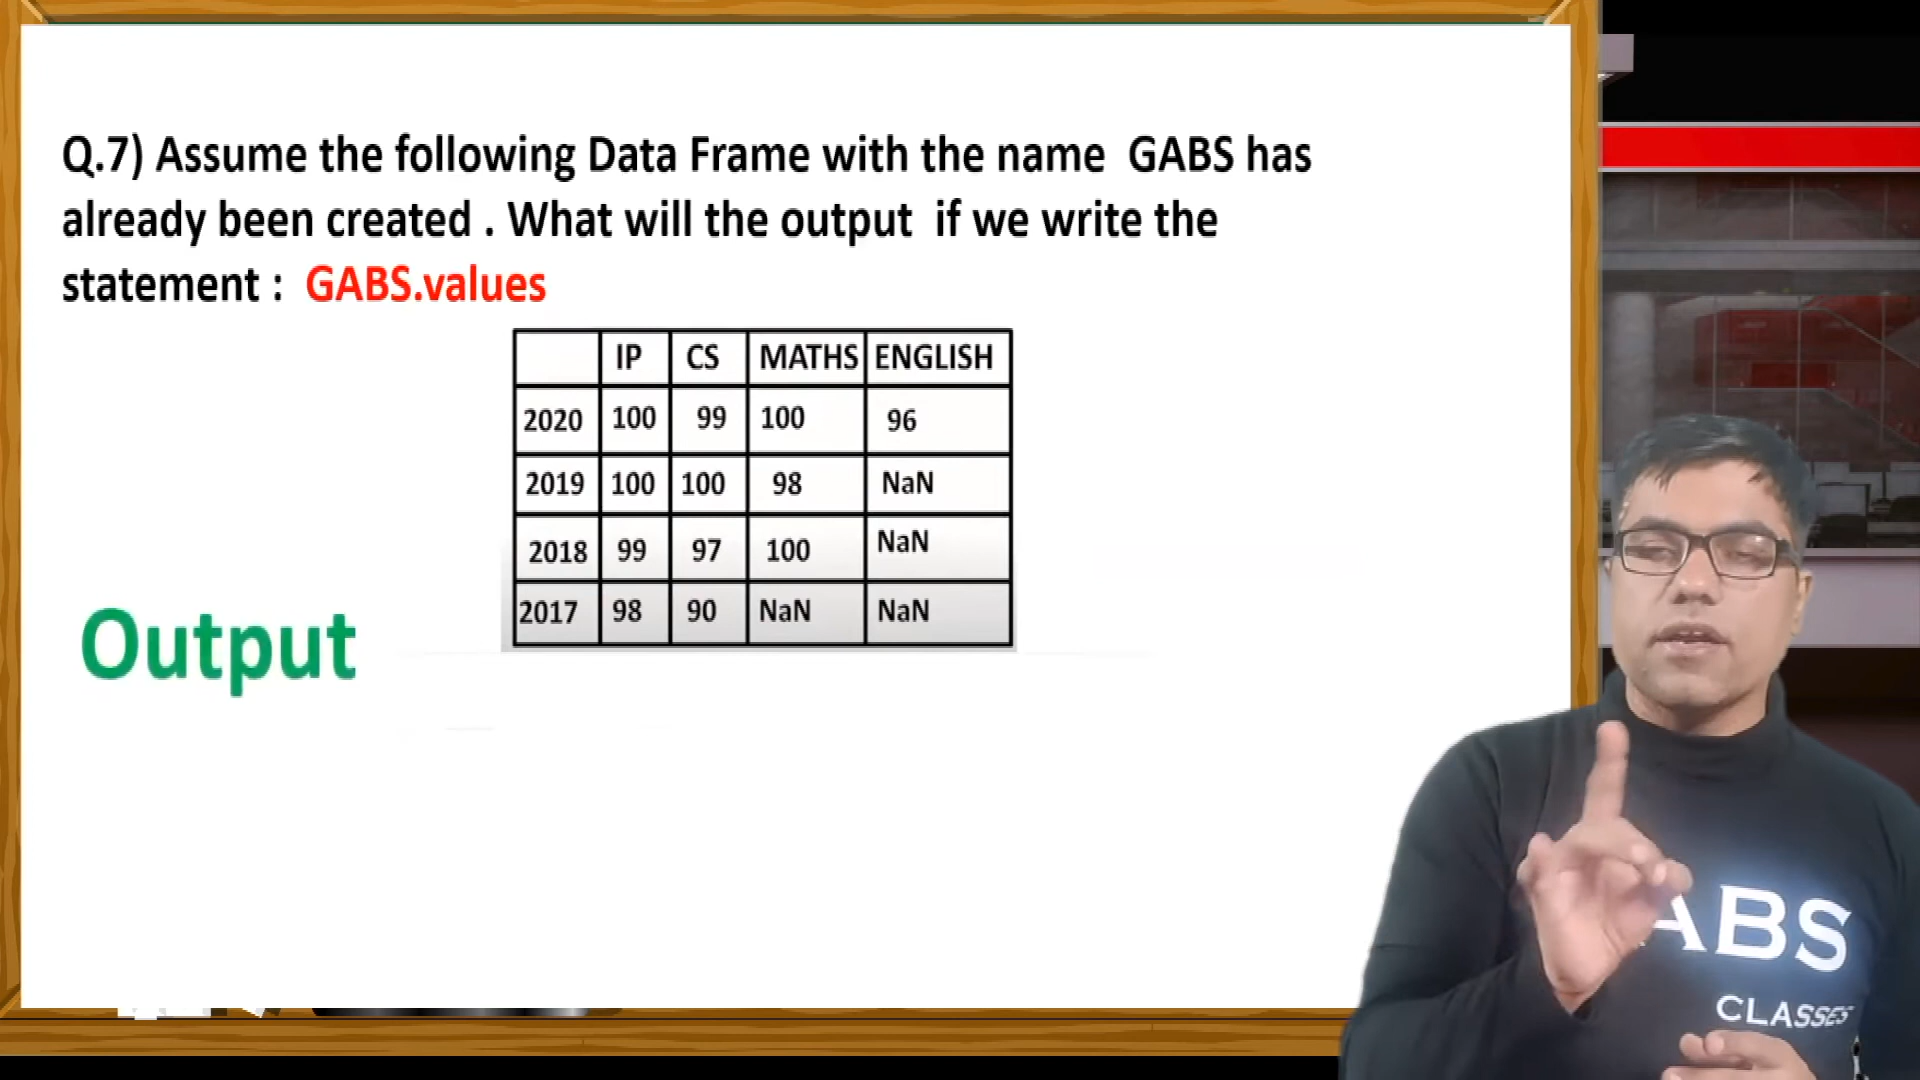 Q.7) Assume the following Data Frame with the name GABS has
already been created . What will the output if we write the
statement : GABS.values
IP CS MATHS ENGLISH
2020 100 99 100 96
2019 100 100 98 NaN
2018 99 97 100 NaN
2017 98 90 NaN NaN
Output
ABS
CLASSES